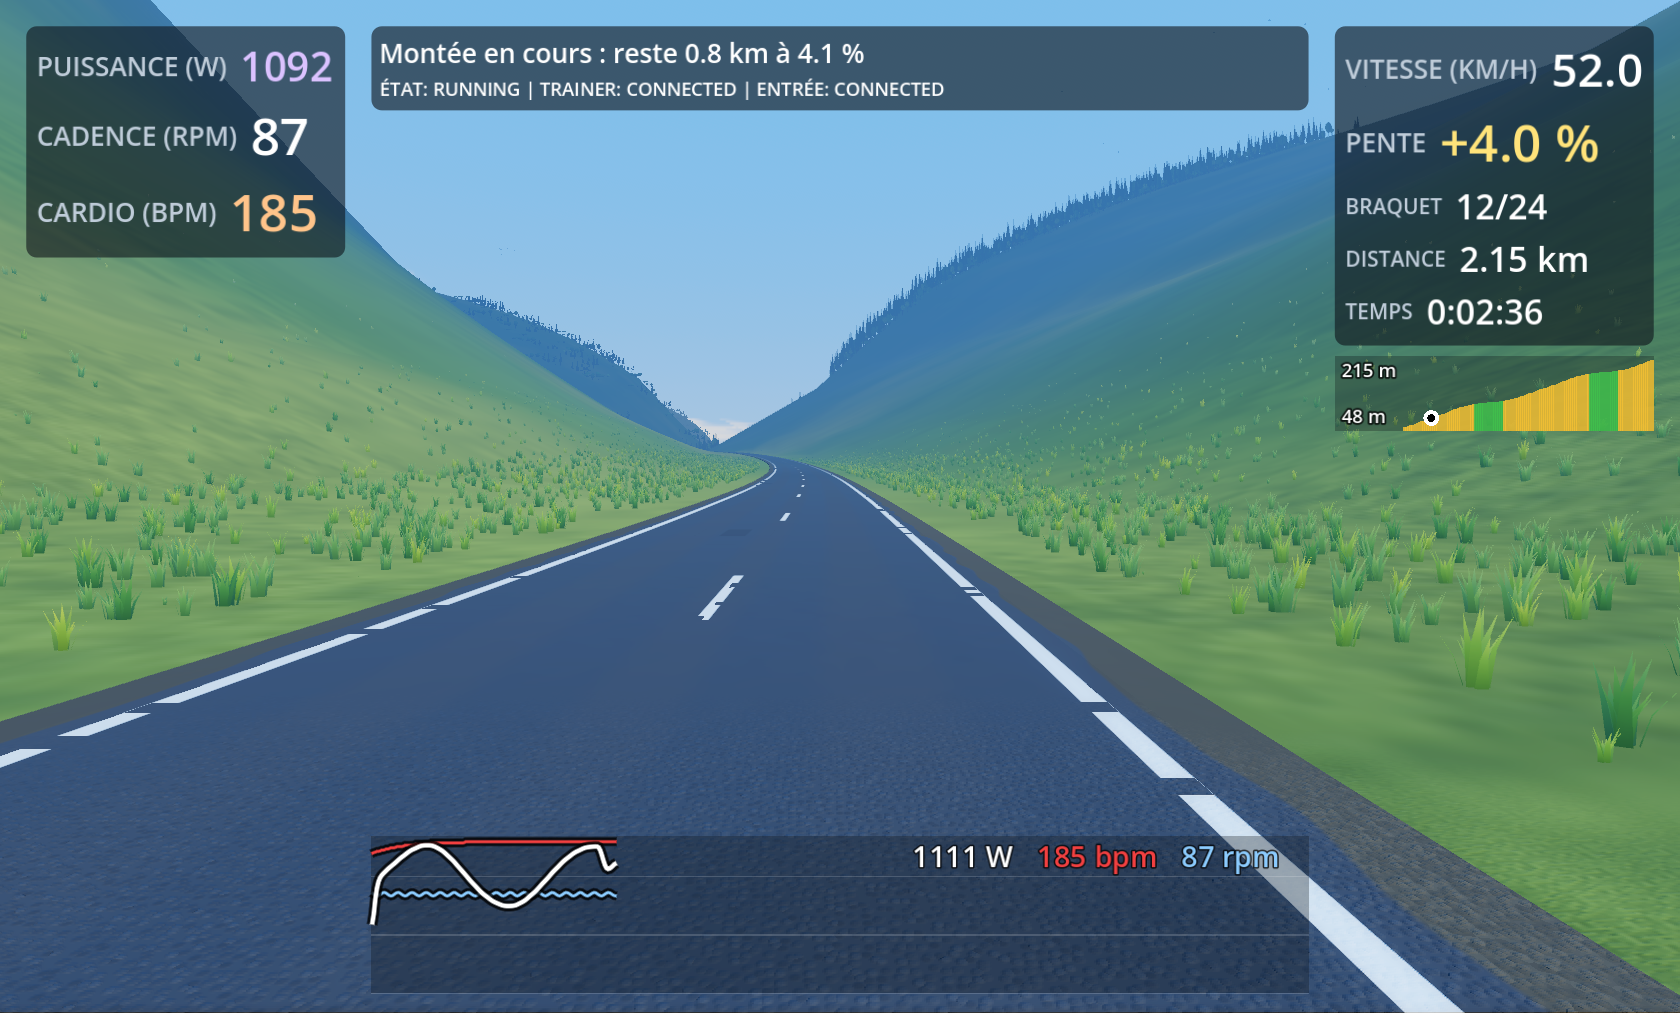 PUISSANCE (W) 1092
CADENCE (RPM) 87
CARDIO (BPM) 185
Montée en cours : reste 0.8 km à 4.1 %
ÉTAT: RUNNING | TRAINER: CONNECTED | ENTRÉE: CONNECTED
VITESSE (KM/H) 52.0
PENTE +4.0 %
BRAQUET 12/24
DISTANCE 2.15 km
TEMPS 0:02:36
215 m
48 m
1111 W 185 bpm 87 rpm